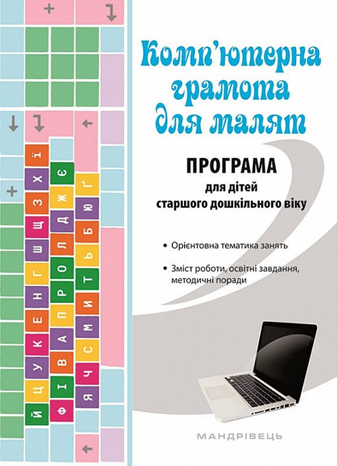 Комп'ютерна
грамота
для малят
ПРОГРАМА
для дітей
старшого дошкільного віку
• Орієнтовна тематика занять
• Зміст роботи, освітні завдання,
методичні поради
МАНДРІВЕЦЬ
Й Ц У К Е Н Г Ш Щ З Х Ї
Ф І В А П Р О Л Д Ж Є
Я Ч С М И Т Ь Б Ю Ґ